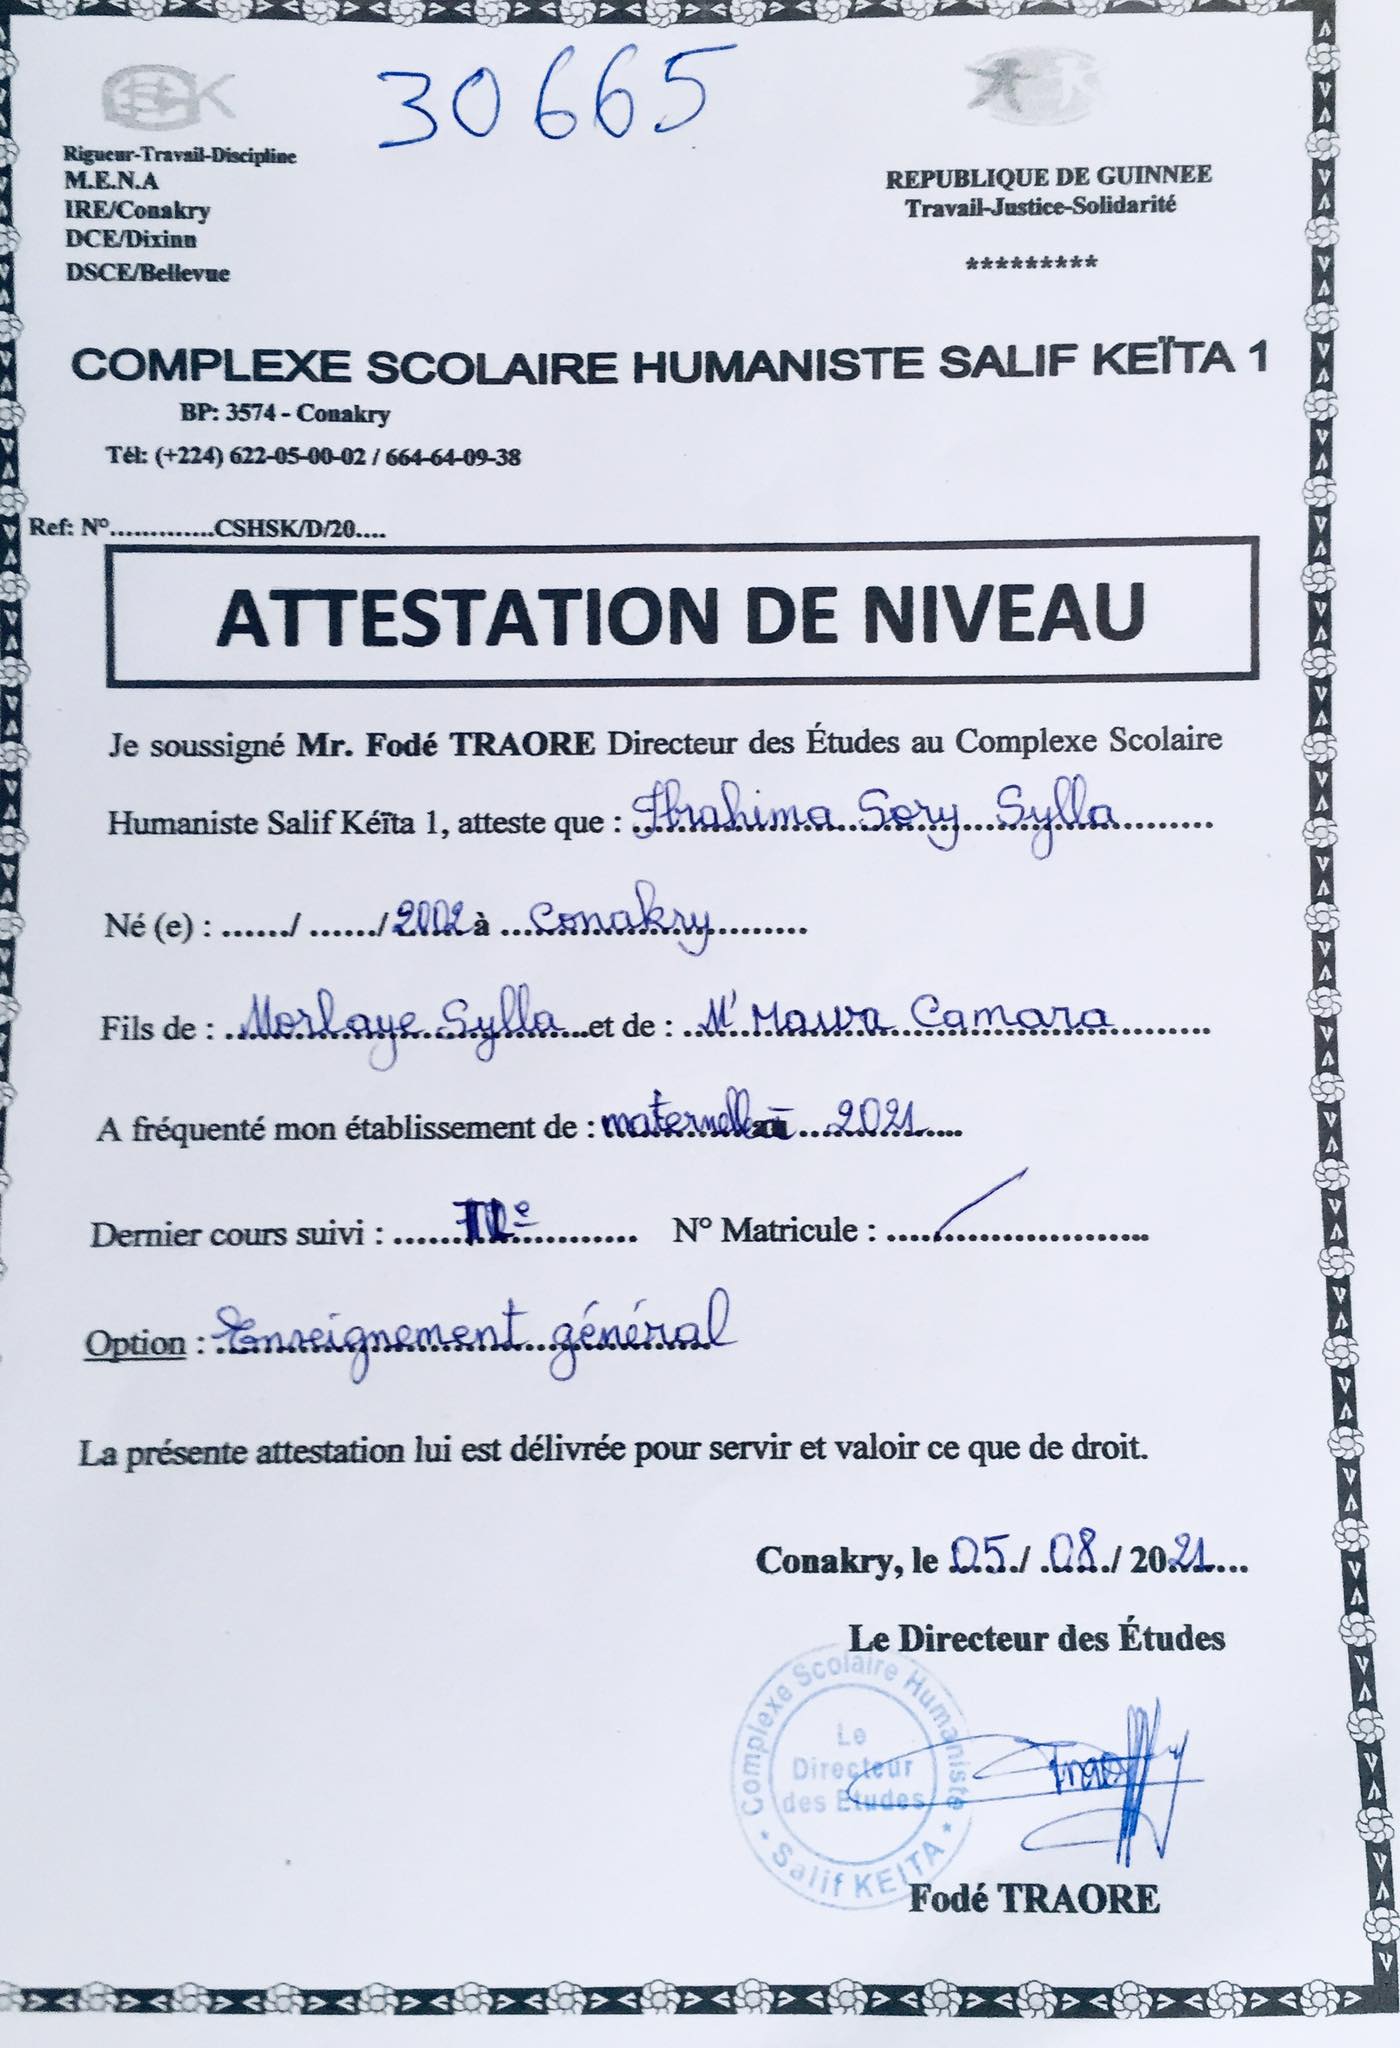 30665
Rigueur-Travail-Discipline
M.E.N.A
IRE/Conakry
DCE/Dixinn
DSCE/Bellevue
REPUBLIQUE DE GUINNEE
Travail-Justice-Solidarité
*********
COMPLEXE SCOLAIRE HUMANISTE SALIF KEÏTA 1
BP: 3574 - Conakry
Tél: (+224) 622-05-00-02 / 664-64-09-38
Ref: N°.............CSHSK/D/20....
ATTESTATION DE NIVEAU
Je soussigné Mr. Fodé TRAORE Directeur des Études au Complexe Scolaire
Humaniste Salif Kéïta 1, atteste que : Ibrahima Sory Sylla
Né (e) : ....../ ....../ 2002 à Conakry
Fils de : Morlaye Sylla et de : M'Mawa Camara
A fréquenté mon établissement de : maternelle au 2021
Dernier cours suivi : N° Matricule : /
Option : Enseignement général
La présente attestation lui est délivrée pour servir et valoir ce que de droit.
Conakry, le 05/ 08/ 2021
Le Directeur des Études
Complexe Scolaire Humaniste
Le
Directeur
des Etudes
* Salif KEITA *
Fodé TRAORE